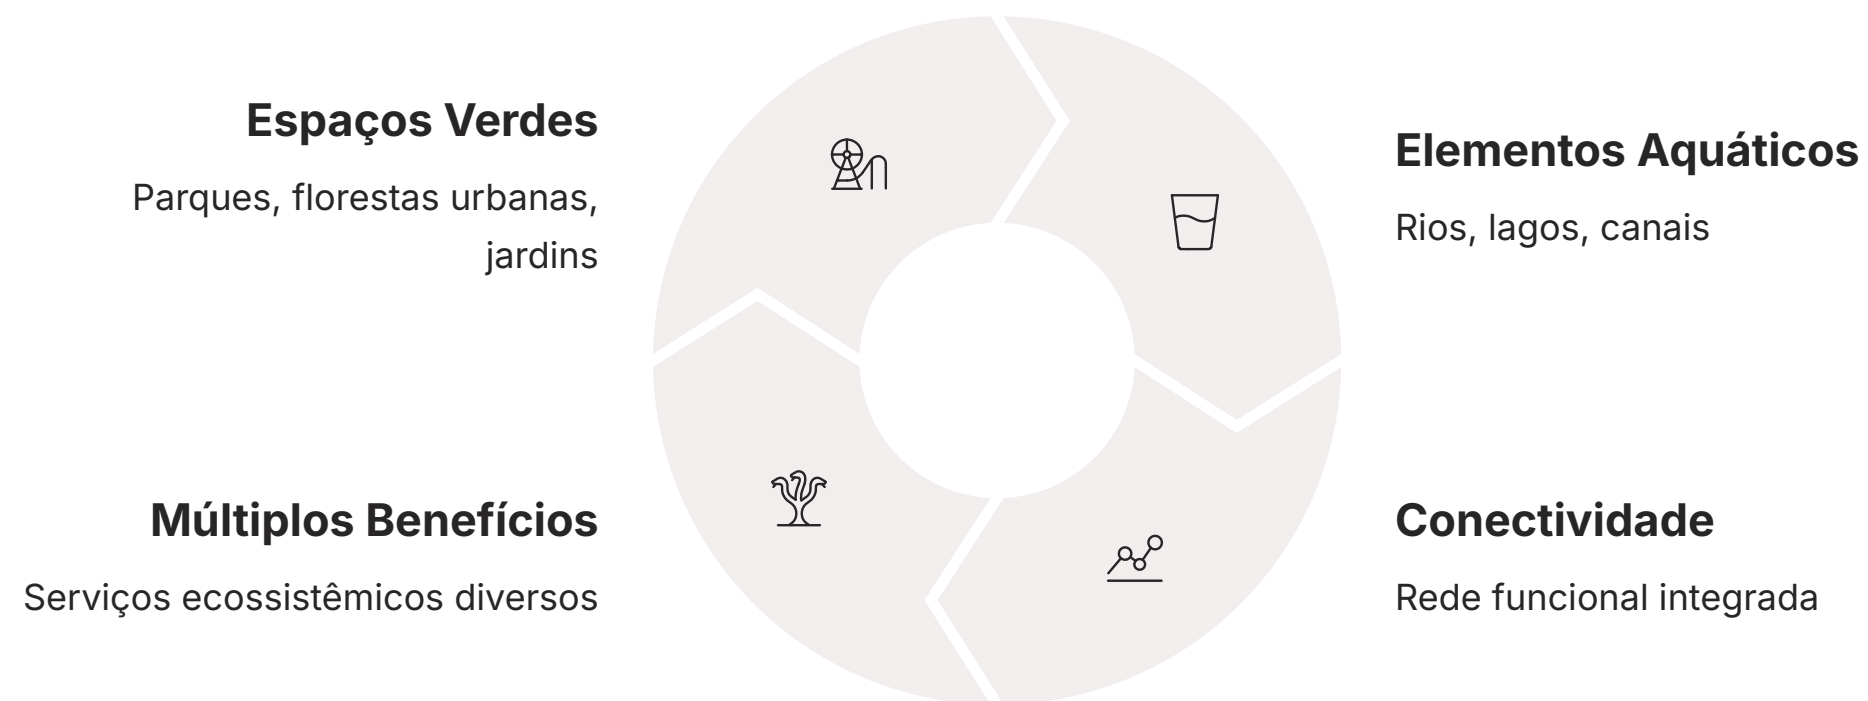 Espaços Verdes
Parques, florestas urbanas,
jardins
Elementos Aquáticos
Rios, lagos, canais
Múltiplos Benefícios
Serviços ecossistêmicos diversos
Conectividade
Rede funcional integrada